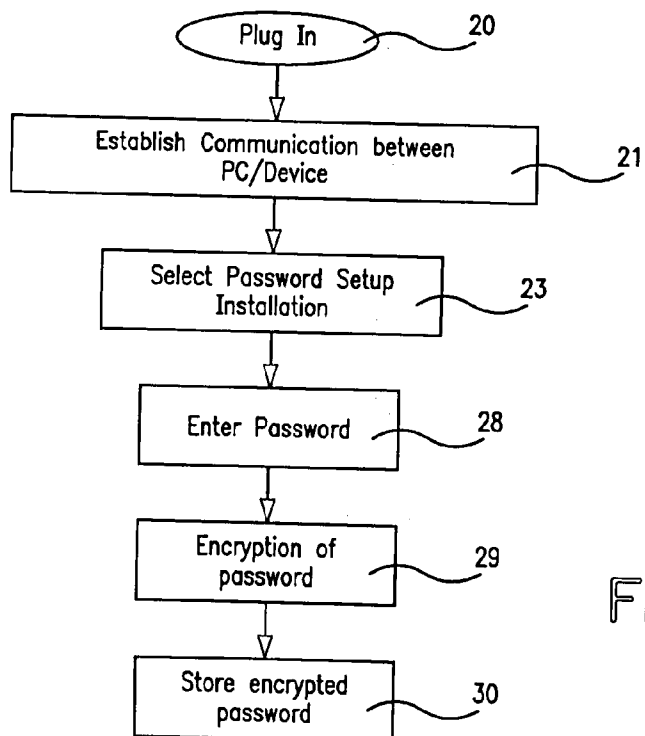 Plug In
20
Establish Communication between
PC/Device
21
Select Password Setup
Installation
23
Enter Password
28
Encryption of
password
29
Store encrypted
password
30
F